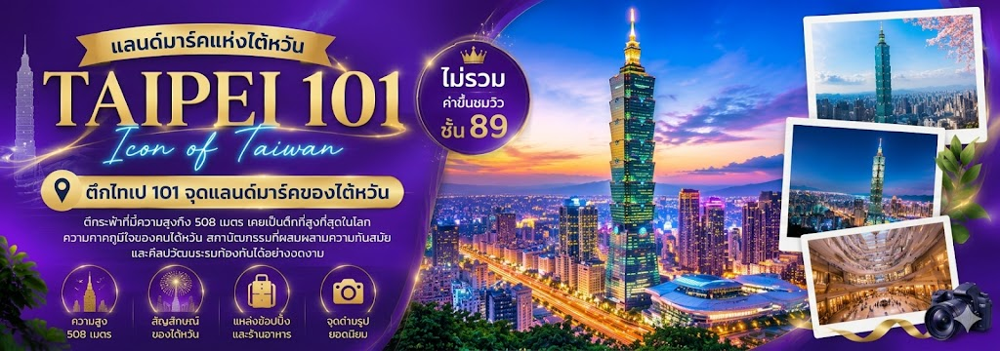 แลนด์มาร์คแห่งไต้หวัน
TAIPEI 101
Icon of Taiwan
ไม่รวม
ค่าขึ้นชมวิว
ชั้น 89
ตึกไทเป 101 จุดแลนด์มาร์คของไต้หวัน
ตึกระฟ้าที่มีความสูงถึง 508 เมตร เคยเป็นตึกที่สูงที่สุดในโลก
ความภาคภูมิใจของคนไต้หวัน สถานปัตกรรมที่ผสมผสามความทันสมัย
และศิลปวัฒนธรรมท้องถิ่นได้อย่างงดงาม
ความสูง
508 เมตร
สัญลักษณ์
ของไต้หวัน
แหล่งช้อปปิ้ง
และร้านอาหาร
จุดถ่ายรูป
ยอดนิยม